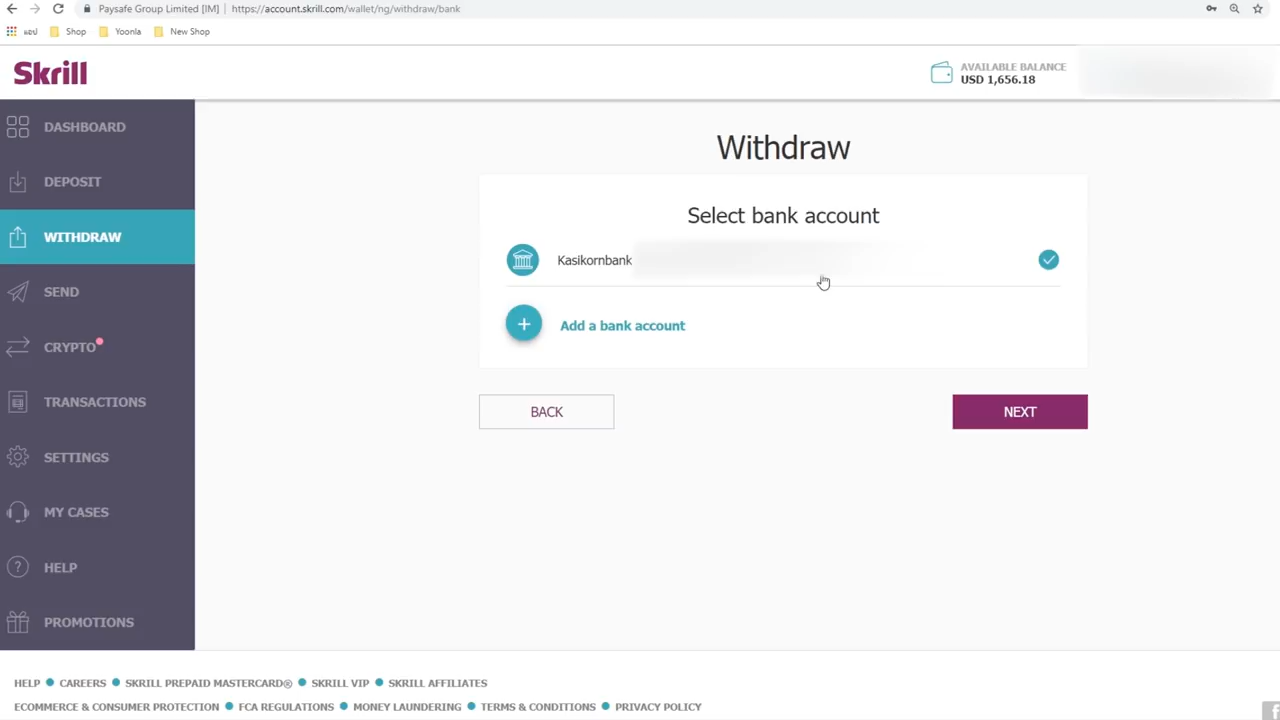 Paysafe Group Limited [IM] | https://account.skrill.com/wallet/ng/withdraw/bank
แอป Shop Yoonla New Shop
Skrill
AVAILABLE BALANCE
USD 1,656.18
DASHBOARD
DEPOSIT
WITHDRAW
SEND
CRYPTO
TRANSACTIONS
SETTINGS
MY CASES
HELP
PROMOTIONS
Withdraw
Select bank account
Kasikornbank
Add a bank account
BACK
NEXT
HELP CAREERS SKRILL PREPAID MASTERCARD® SKRILL VIP SKRILL AFFILIATES
ECOMMERCE & CONSUMER PROTECTION FCA REGULATIONS MONEY LAUNDERING TERMS & CONDITIONS PRIVACY POLICY